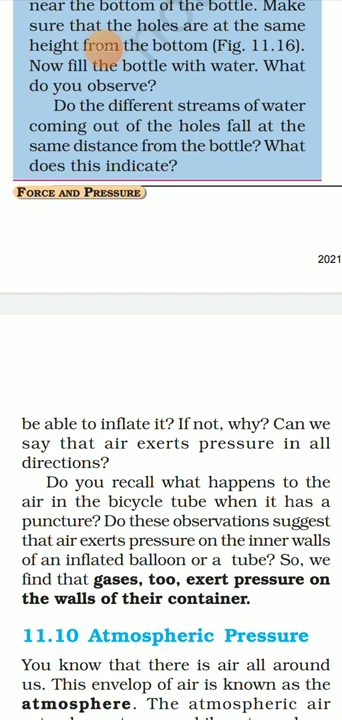 near the bottom of the bottle. Make
sure that the holes are at the same
height from the bottom (Fig. 11.16).
Now fill the bottle with water. What
do you observe?
Do the different streams of water
coming out of the holes fall at the
same distance from the bottle? What
does this indicate?
FORCE AND PRESSURE
2021
be able to inflate it? If not, why? Can we
say that air exerts pressure in all
directions?
Do you recall what happens to the
air in the bicycle tube when it has a
puncture? Do these observations suggest
that air exerts pressure on the inner walls
of an inflated balloon or a tube? So, we
find that gases, too, exert pressure on
the walls of their container.
11.10 Atmospheric Pressure
You know that there is air all around
us. This envelop of air is known as the
atmosphere. The atmospheric air